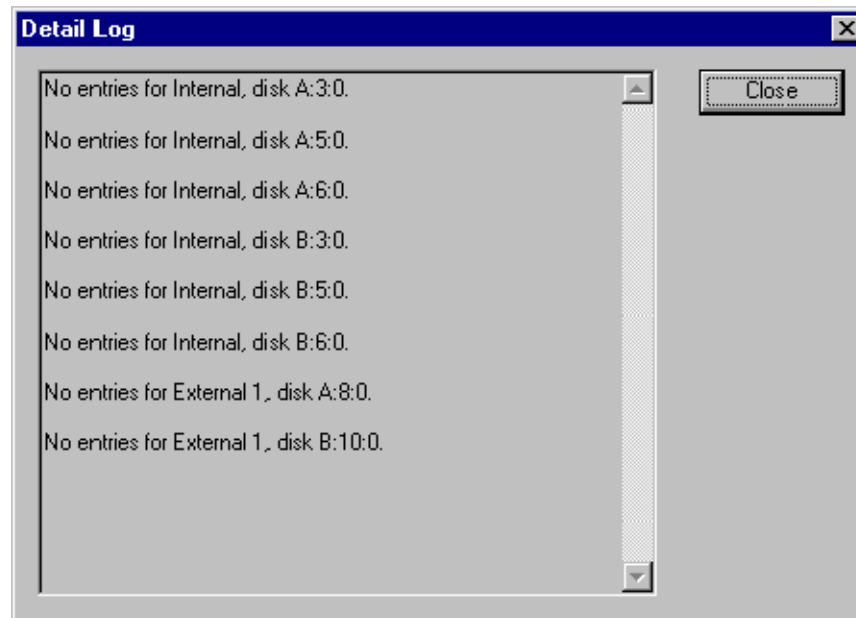 Detail Log
No entries for Internal, disk A:3:0.
Close
No entries for Internal, disk A:5:0.
No entries for Internal, disk A:6:0.
No entries for Internal, disk B:3:0.
No entries for Internal, disk B:5:0.
No entries for Internal, disk B:6:0.
No entries for External 1, disk A:8:0.
No entries for External 1, disk B:10:0.